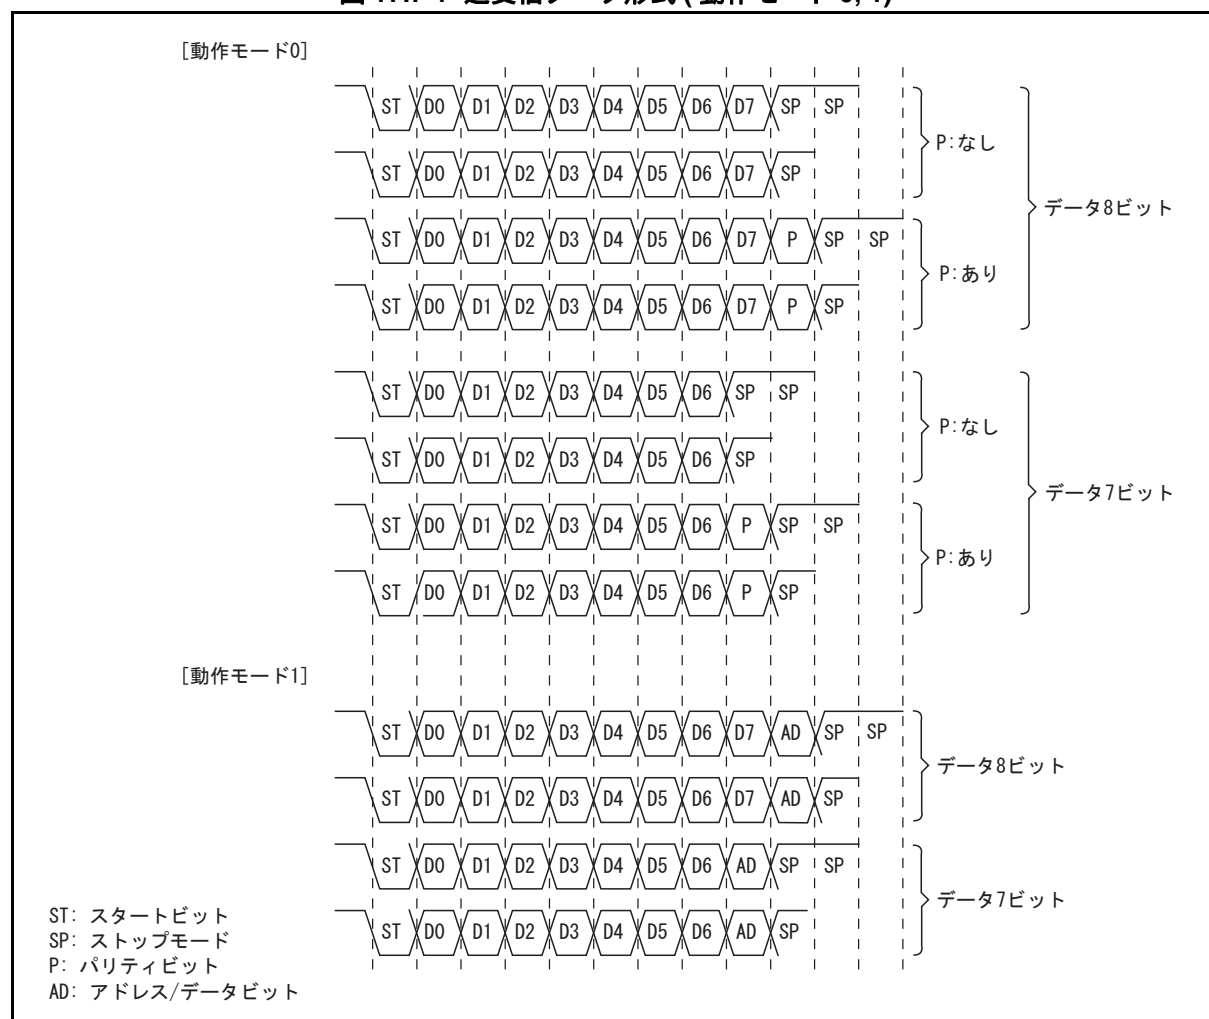 [動作モード0]
ST D0 D1 D2 D3 D4 D5 D6 D7 SP SP
P:なし
ST D0 D1 D2 D3 D4 D5 D6 D7 SP
データ8ビット
ST D0 D1 D2 D3 D4 D5 D6 D7 P SP SP
P:あり
ST D0 D1 D2 D3 D4 D5 D6 D7 P SP
ST D0 D1 D2 D3 D4 D5 D6 SP SP
P:なし
ST D0 D1 D2 D3 D4 D5 D6 SP
データ7ビット
ST D0 D1 D2 D3 D4 D5 D6 P SP SP
P:あり
ST D0 D1 D2 D3 D4 D5 D6 P SP
[動作モード1]
ST D0 D1 D2 D3 D4 D5 D6 D7 AD SP SP
データ8ビット
ST D0 D1 D2 D3 D4 D5 D6 D7 AD SP
ST D0 D1 D2 D3 D4 D5 D6 AD SP SP
データ7ビット
ST D0 D1 D2 D3 D4 D5 D6 AD SP
ST: スタートビット
SP: ストップモード
P: パリティビット
AD: アドレス/データビット